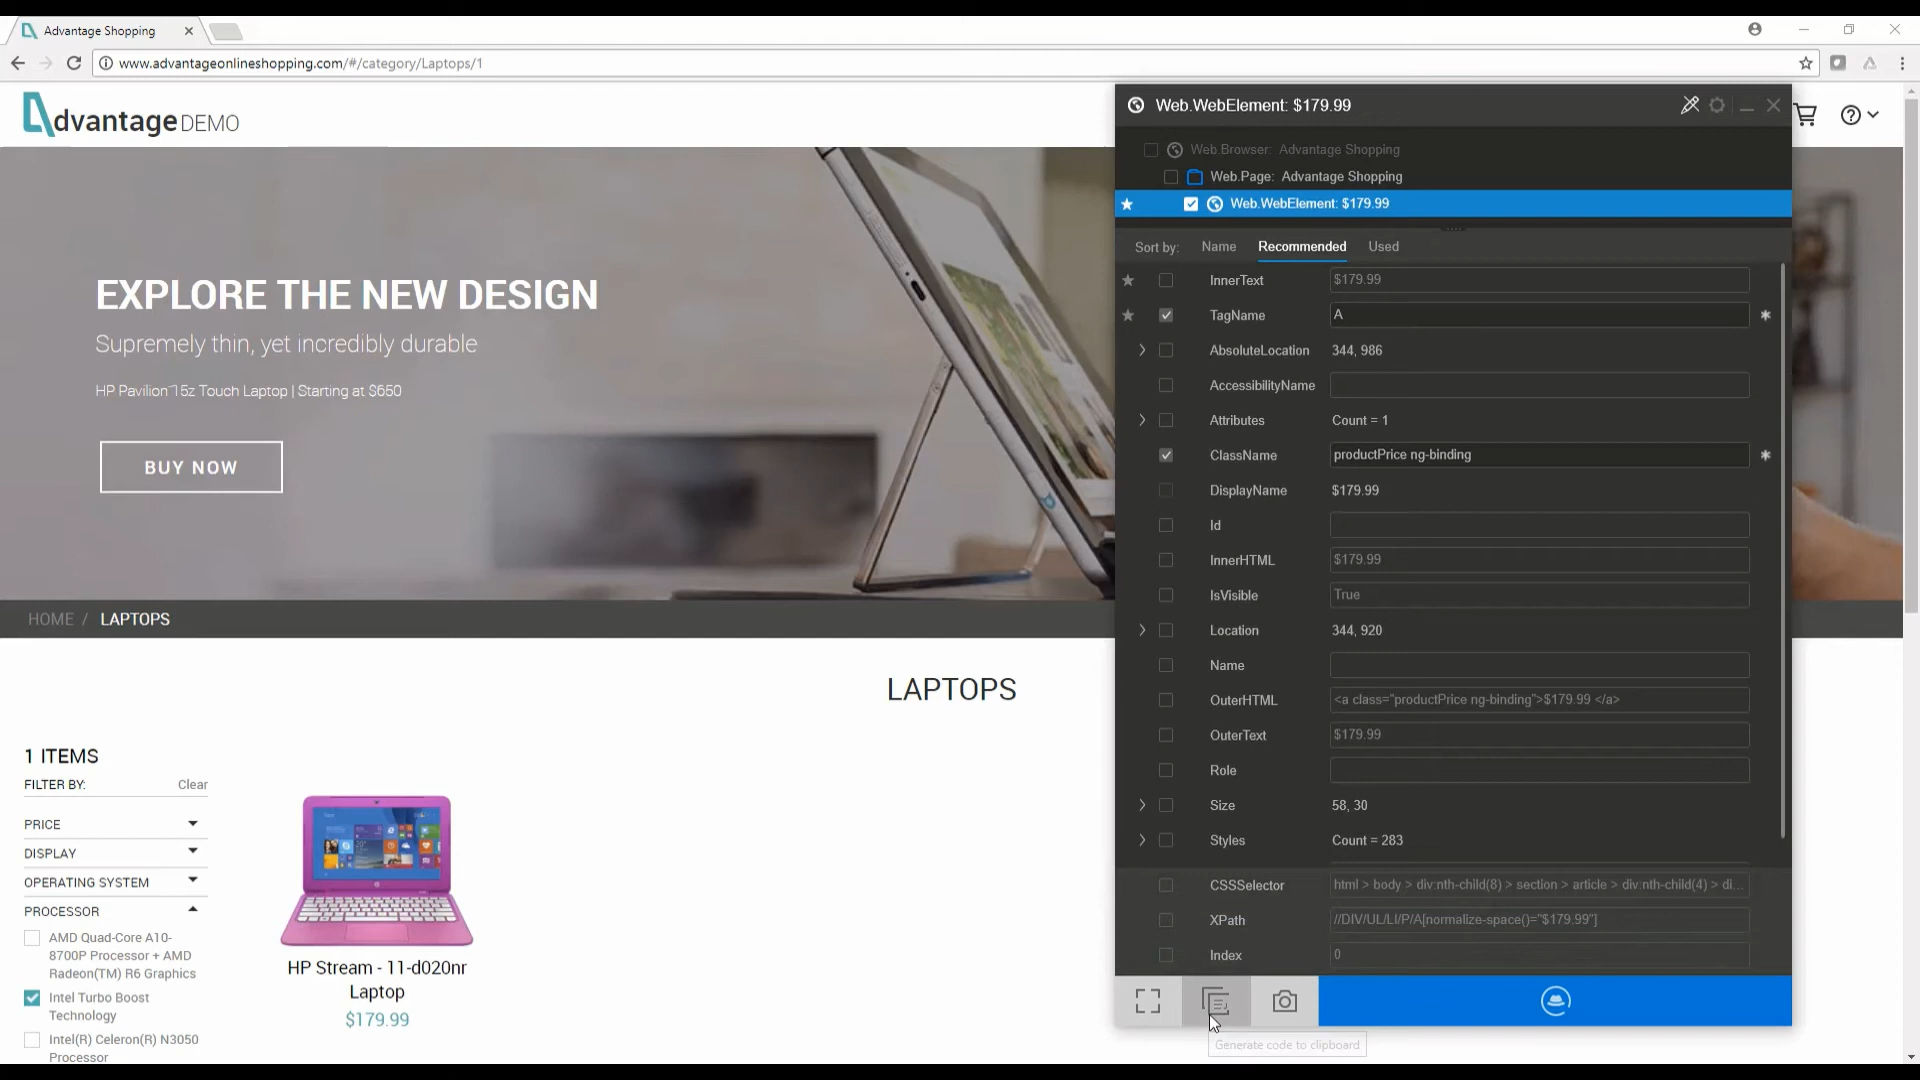 Advantage Shopping
www.advantageonlineshopping.com/#/category/Laptops/1
Advantage DEMO
EXPLORE THE NEW DESIGN
Supremely thin, yet incredibly durable
HP Pavilion 15z Touch Laptop | Starting at $650
BUY NOW
HOME / LAPTOPS
LAPTOPS
1 ITEMS
FILTER BY: Clear
PRICE
DISPLAY
OPERATING SYSTEM
PROCESSOR
AMD Quad-Core A10-
8700P Processor + AMD
Radeon(TM) R6 Graphics
Intel Turbo Boost
Technology
Intel(R) Celeron(R) N3050
Processor
HP Stream - 11-d020nr
Laptop
$179.99
Web.WebElement: $179.99
Web.Browser: Advantage Shopping
Web.Page: Advantage Shopping
Web.WebElement: $179.99
Sort by: Name Recommended Used
InnerText $179.99
TagName A
AbsoluteLocation 344, 986
AccessibilityName
Attributes Count = 1
ClassName productPrice ng-binding
DisplayName $179.99
Id
InnerHTML $179.99
IsVisible True
Location 344, 920
Name
OuterHTML <a class="productPrice ng-binding">$179.99 </a>
OuterText $179.99
Role
Size 58, 30
Styles Count = 283
CSSSelector html > body > div:nth-child(8) > section > article > div:nth-child(4) > di...
XPath //DIV/UL/LI/P/A[normalize-space()="$179.99"]
Index 0
Generate code to clipboard